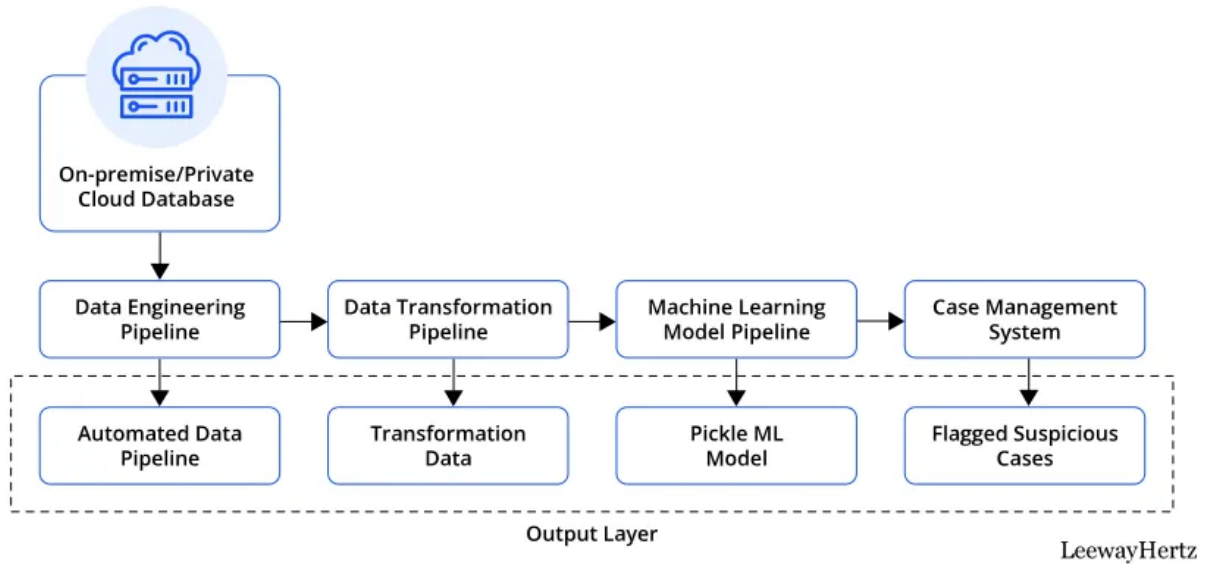 On-premise/Private
Cloud Database
Data Engineering
Pipeline
Data Transformation
Pipeline
Machine Learning
Model Pipeline
Case Management
System
Automated Data
Pipeline
Transformation
Data
Pickle ML
Model
Flagged Suspicious
Cases
Output Layer
LeewayHertz